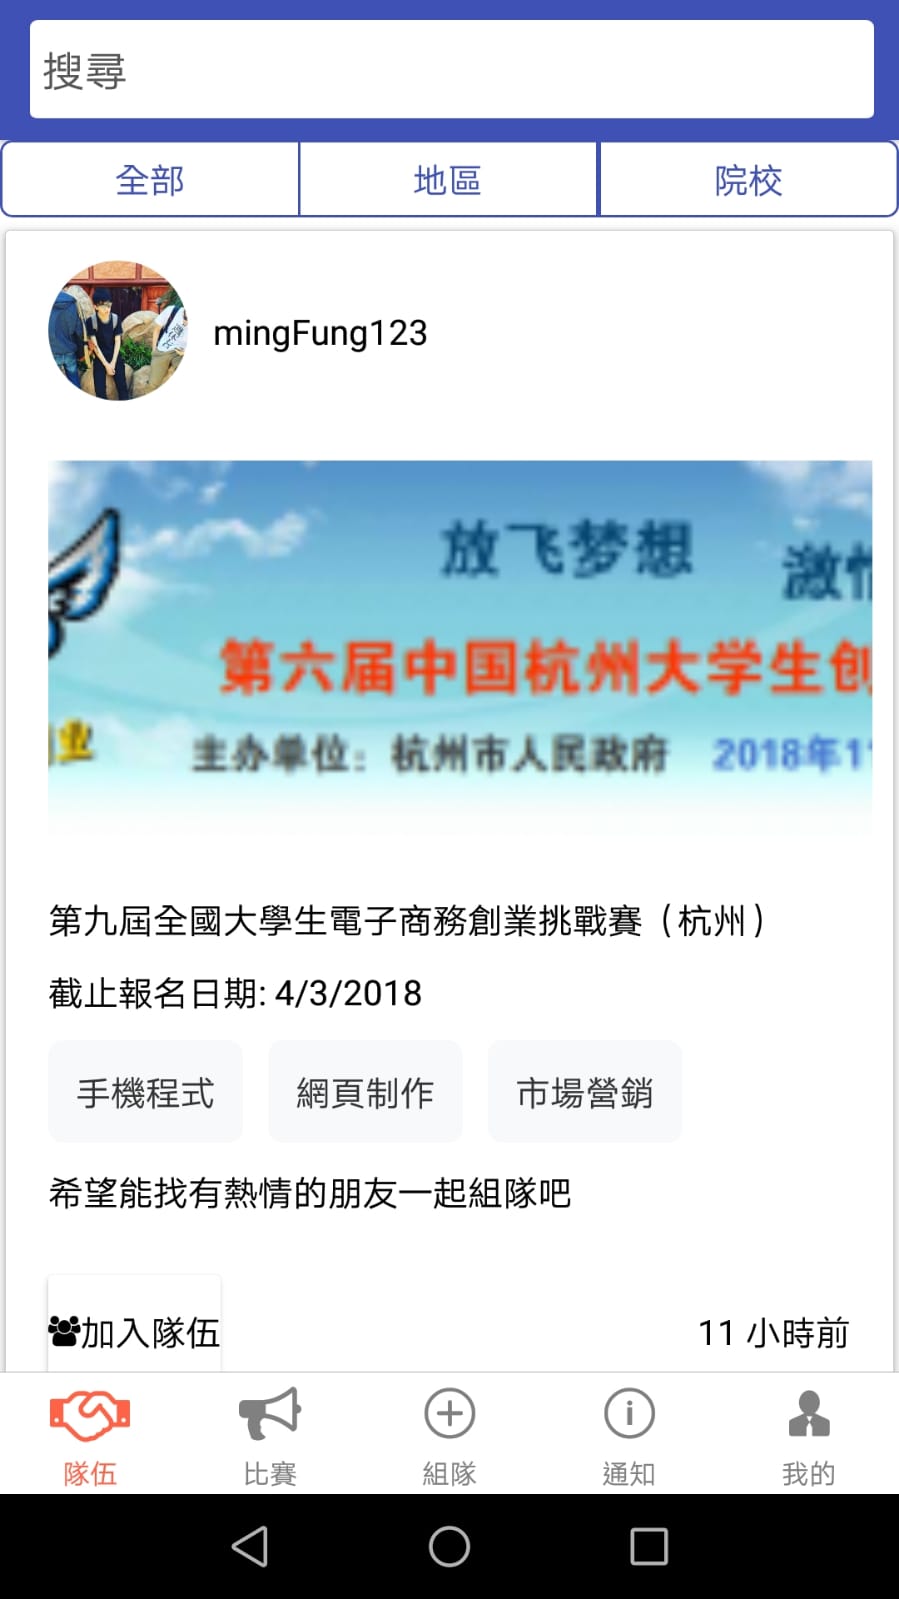 搜尋
全部
地區
院校
mingFung123
放飞梦想
第六届中国杭州大学生创
业
主办单位：杭州市人民政府
2018年11
第九屆全國大學生電子商務創業挑戰賽（杭州）
截止報名日期: 4/3/2018
手機程式
網頁制作
市場營銷
希望能找有熱情的朋友一起組隊吧
加入隊伍
11 小時前
隊伍
比賽
組隊
通知
我的